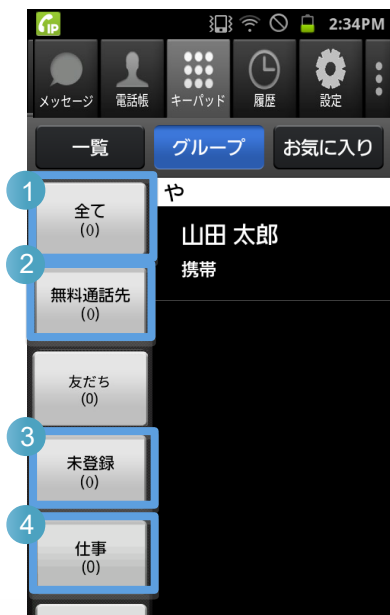 iP
2:34PM
メッセージ
電話帳
キーパッド
履歴
設定
一覧
グループ
お気に入り
1
全て
(0)
や
山田 太郎
携帯
2
無料通話先
(0)
友だち
(0)
3
未登録
(0)
4
仕事
(0)